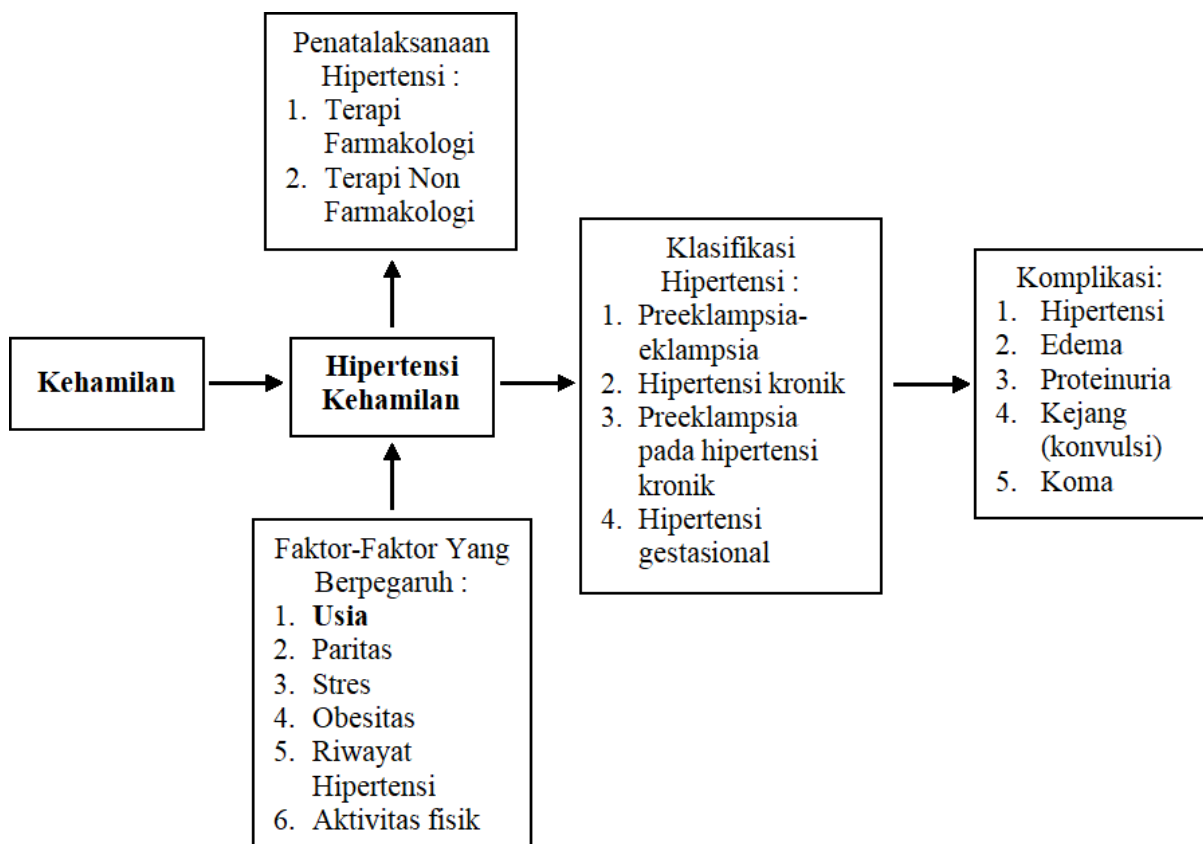 Penatalaksanaan
Hipertensi :
1. Terapi
Farmakologi
2. Terapi Non
Farmakologi
Kehamilan
Hipertensi
Kehamilan
Klasifikasi
Hipertensi :
1. Preeklampsia-
eklampsia
2. Hipertensi kronik
3. Preeklampsia
pada hipertensi
kronik
4. Hipertensi
gestasional
Komplikasi:
1. Hipertensi
2. Edema
3. Proteinuria
4. Kejang
(konvulsi)
5. Koma
Faktor-Faktor Yang
Berpegaruh :
1. Usia
2. Paritas
3. Stres
4. Obesitas
5. Riwayat
Hipertensi
6. Aktivitas fisik